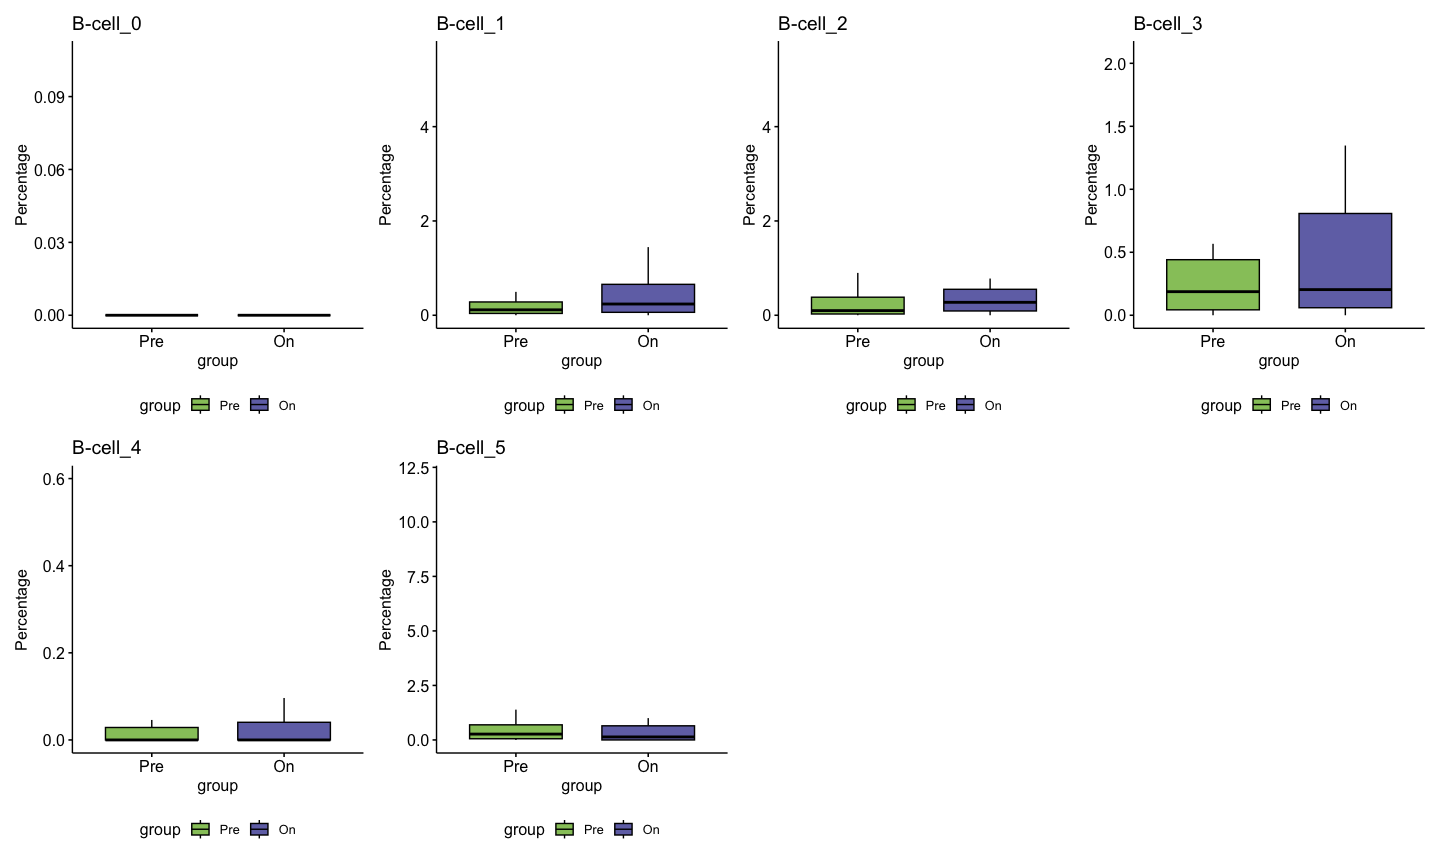 B-cell_0
B-cell_1
B-cell_2
B-cell_3
Percentage
0.09
0.06
0.03
0.00
Pre
On
group
group Pre On
Percentage
4
2
0
Pre
On
group
group Pre On
Percentage
4
2
0
Pre
On
group
group Pre On
Percentage
2.0
1.5
1.0
0.5
0.0
Pre
On
group
group Pre On
B-cell_4
B-cell_5
Percentage
0.6
0.4
0.2
0.0
Pre
On
group
group Pre On
Percentage
12.5
10.0
7.5
5.0
2.5
0.0
Pre
On
group
group Pre On